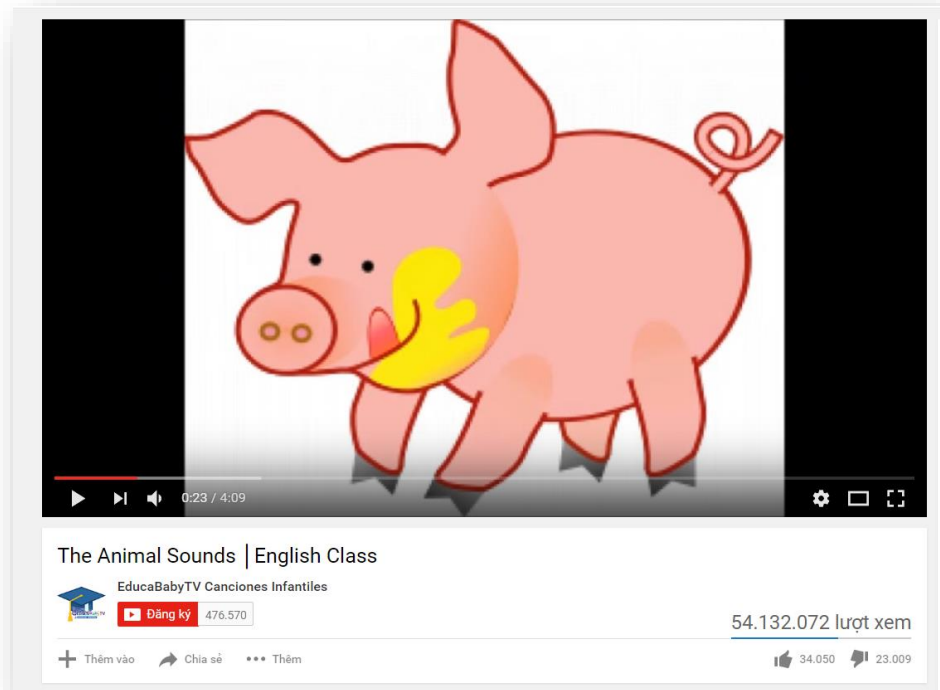 0:23 / 4:09
The Animal Sounds | English Class
EducaBabyTV Canciones Infantiles
Đăng ký 476.570
54.132.072 lượt xem
Thêm vào Chia sẻ Thêm
34.050 23.009